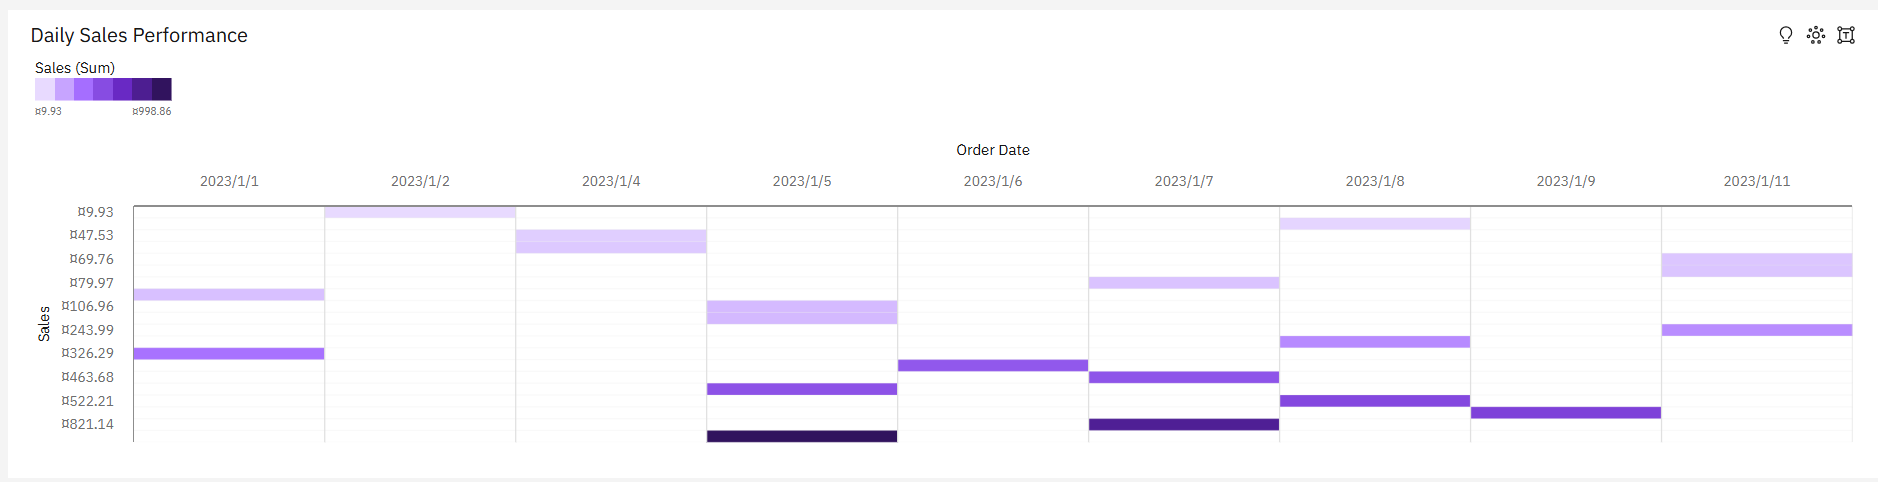 Daily Sales Performance
Sales (Sum)
¤9.93 ¤998.86
Order Date
2023/1/1 2023/1/2 2023/1/4 2023/1/5 2023/1/6 2023/1/7 2023/1/8 2023/1/9 2023/1/11
Sales
¤9.93
¤47.53
¤69.76
¤79.97
¤106.96
¤243.99
¤326.29
¤463.68
¤522.21
¤821.14